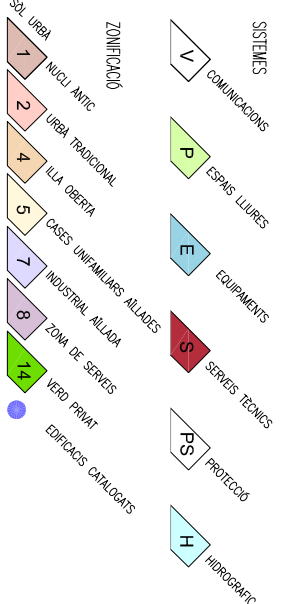 SISTEMES
V COMUNICACIONS
P ESPAIS LLIURES
E EQUIPAMENTS
S SERVEIS TÈCNICS
PS PROTECCIÓ
H HIDROGRAFIC
ZONIFICACIÓ
SÒL URBÀ
1 NUCLI ANTIC
2 URBÀ TRADICIONAL
4 ILLA OBERTA
5 CASES UNIFAMILIARS AÏLLADES
7 INDUSTRIAL AÏLLADA
8 ZONA DE SERVEIS
14 VERD PRIVAT
EDIFICACIS CATALOGATS